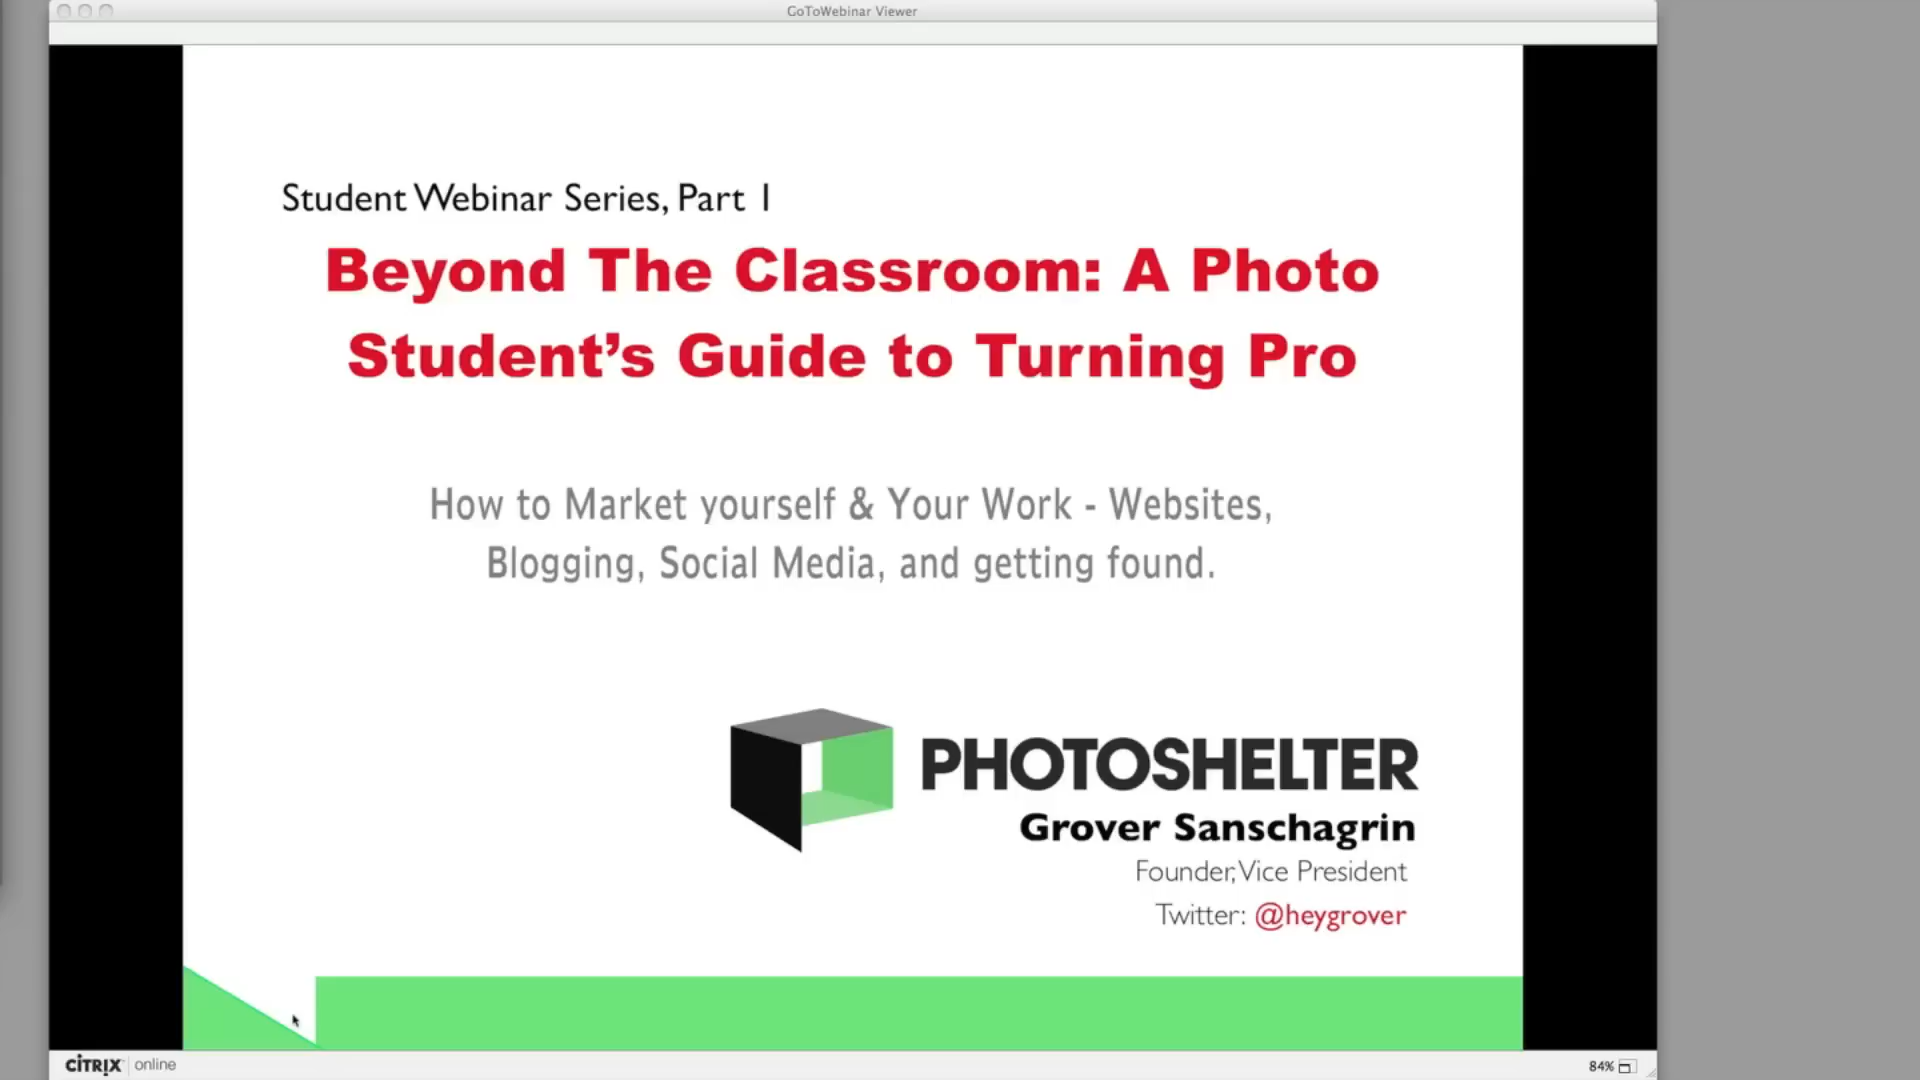 GoToWebinar Viewer
Student Webinar Series, Part 1
Beyond The Classroom: A Photo
Student’s Guide to Turning Pro
How to Market yourself & Your Work - Websites,
Blogging, Social Media, and getting found.
PHOTOSHELTER
Grover Sanschagrin
Founder, Vice President
Twitter: @heygrover
CITRIX online
84%